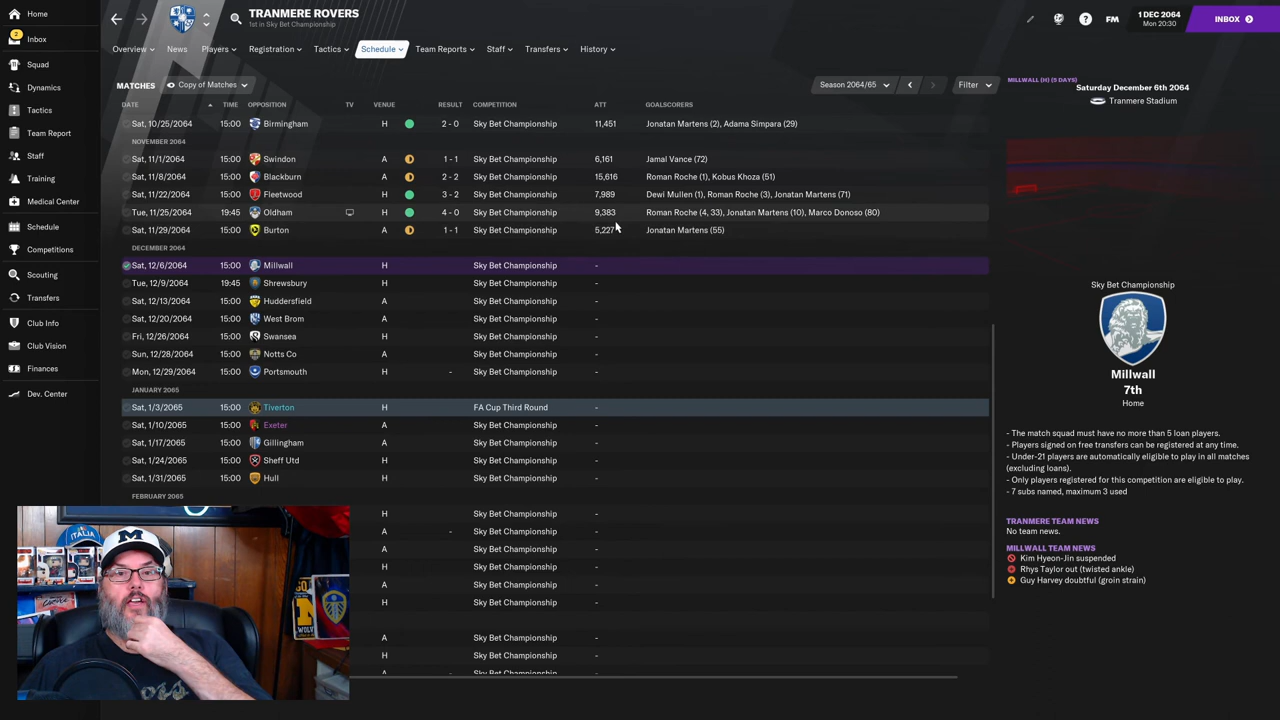 TRANMERE ROVERS
1st in Sky Bet Championship
FM
1 DEC 2064
Mon 20:30
INBOX
Home
2
Inbox
Squad
Dynamics
Tactics
Team Report
Staff
Training
Medical Center
Schedule
Competitions
Scouting
Transfers
Club Info
Club Vision
Finances
Dev. Center
Overview
News
Players
Registration
Tactics
Schedule
Team Reports
Staff
Transfers
History
MATCHES
Copy of Matches
Season 2064/65
Filter
DATE TIME OPPOSITION TV VENUE RESULT COMPETITION ATT GOALSCORERS
Sat, 10/25/2064 15:00 Birmingham H 2 - 0 Sky Bet Championship 11,451 Jonatan Martens (2), Adama Simpara (29)
NOVEMBER 2064
Sat, 11/1/2064 15:00 Swindon A 1 - 1 Sky Bet Championship 6,161 Jamal Vance (72)
Sat, 11/8/2064 15:00 Blackburn A 2 - 2 Sky Bet Championship 15,616 Roman Roche (1), Kobus Khoza (51)
Sat, 11/22/2064 15:00 Fleetwood H 3 - 2 Sky Bet Championship 7,989 Dewi Mullen (1), Roman Roche (3), Jonatan Martens (71)
Tue, 11/25/2064 19:45 Oldham H 4 - 0 Sky Bet Championship 9,383 Roman Roche (4, 33), Jonatan Martens (10), Marco Donoso (80)
Sat, 11/29/2064 15:00 Burton A 1 - 1 Sky Bet Championship 5,227 Jonatan Martens (55)
DECEMBER 2064
Sat, 12/6/2064 15:00 Millwall H Sky Bet Championship -
Tue, 12/9/2064 19:45 Shrewsbury H Sky Bet Championship -
Sat, 12/13/2064 15:00 Huddersfield A Sky Bet Championship -
Sat, 12/20/2064 15:00 West Brom A Sky Bet Championship -
Fri, 12/26/2064 15:00 Swansea H Sky Bet Championship -
Sun, 12/28/2064 15:00 Notts Co A Sky Bet Championship -
Mon, 12/29/2064 15:00 Portsmouth H - Sky Bet Championship -
JANUARY 2065
Sat, 1/3/2065 15:00 Tiverton H FA Cup Third Round -
Sat, 1/10/2065 15:00 Exeter A Sky Bet Championship -
Sat, 1/17/2065 15:00 Gillingham A Sky Bet Championship -
Sat, 1/24/2065 15:00 Sheff Utd H Sky Bet Championship -
Sat, 1/31/2065 15:00 Hull A Sky Bet Championship -
FEBRUARY 2065
H Sky Bet Championship -
A - Sky Bet Championship -
A Sky Bet Championship -
H Sky Bet Championship -
A Sky Bet Championship -
H Sky Bet Championship -
A Sky Bet Championship -
H Sky Bet Championship -
A Sky Bet Championship -
MILLWALL (H) (5 DAYS)
Saturday December 6th 2064
Tranmere Stadium
Sky Bet Championship
Millwall
7th
Home
- The match squad must have no more than 5 loan players.
- Players signed on free transfers can be registered at any time.
- Under-21 players are automatically eligible to play in all matches
(excluding loans).
- Only players registered for this competition are eligible to play.
- 7 subs named, maximum 3 used
TRANMERE TEAM NEWS
No team news.
MILLWALL TEAM NEWS
Kim Hyeon-Jin suspended
Rhys Taylor out (twisted ankle)
Guy Harvey doubtful (groin strain)
ITALIA
M